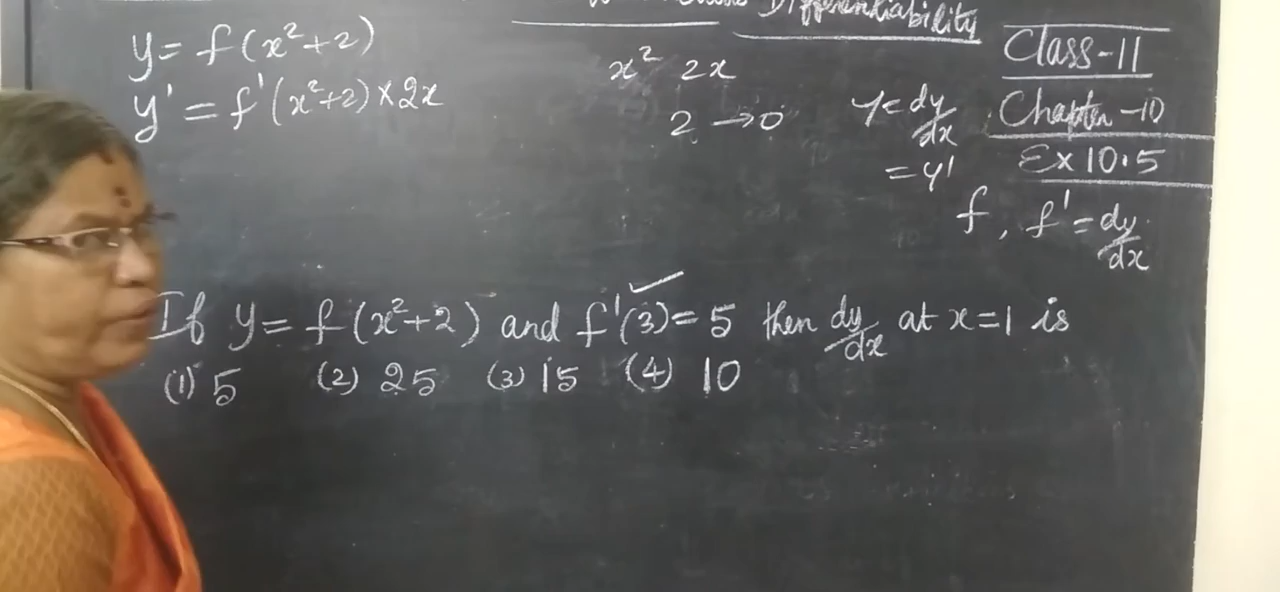 Differentiability
y = f(x²+2)
y' = f'(x²+2) × 2x
x² 2x
2 → 0
y = dy/dx
= y'
Class-11
Chapter-10
Ex 10.5
f, f' = dy/dx
If y = f(x²+2) and f'(3) = 5 then dy/dx at x=1 is
(1) 5 (2) 25 (3) 15 (4) 10